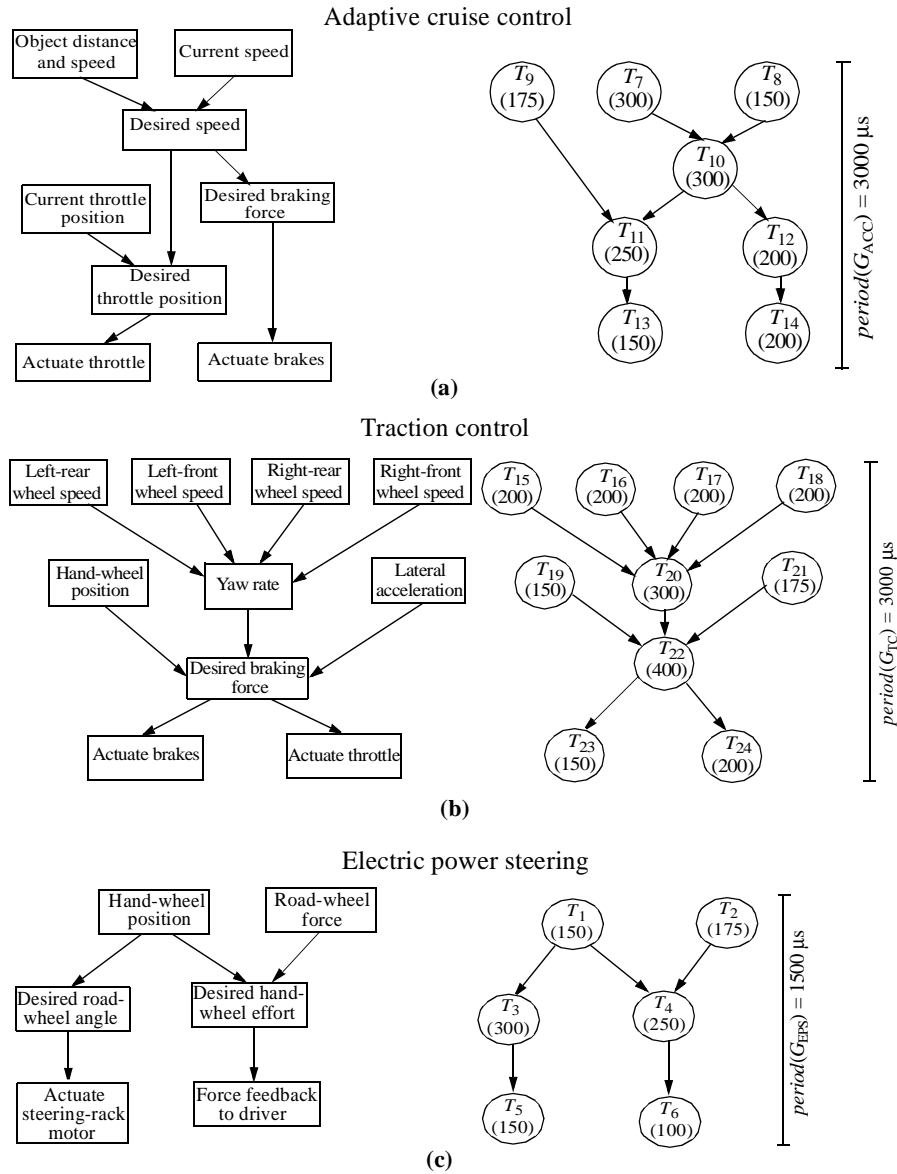 Adaptive cruise control
Object distance
and speed
Current speed
Desired speed
Current throttle
position
Desired braking
force
Desired
throttle position
Actuate throttle
Actuate brakes
T9
(175)
T7
(300)
T8
(150)
T10
(300)
T11
(250)
T12
(200)
T13
(150)
T14
(200)
period(GACC) = 3000 µs
(a)
Traction control
Left-rear
wheel speed
Left-front
wheel speed
Right-rear
wheel speed
Right-front
wheel speed
Hand-wheel
position
Yaw rate
Lateral
acceleration
Desired braking
force
Actuate brakes
Actuate throttle
T15
(200)
T16
(200)
T17
(200)
T18
(200)
T19
(150)
T20
(300)
T21
(175)
T22
(400)
T23
(150)
T24
(200)
period(GTC) = 3000 µs
(b)
Electric power steering
Hand-wheel
position
Road-wheel
force
Desired road-
wheel angle
Desired hand-
wheel effort
Actuate
steering-rack
motor
Force feedback
to driver
T1
(150)
T2
(175)
T3
(300)
T4
(250)
T5
(150)
T6
(100)
period(GEPS) = 1500 µs
(c)